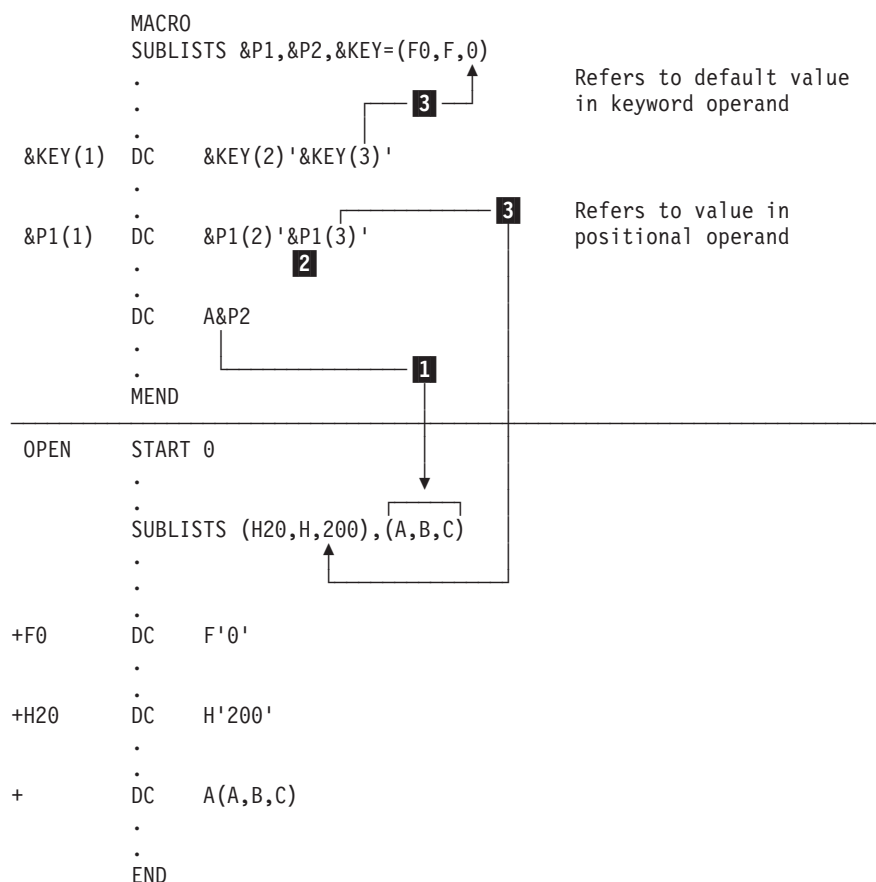 MACRO
SUBLISTS &P1,&P2,&KEY=(F0,F,0)
. Refers to default value
. 3 in keyword operand
.
&KEY(1) DC &KEY(2)'&KEY(3)'
.
. 3 Refers to value in
&P1(1) DC &P1(2)'&P1(3)' positional operand
. 2
.
DC A&P2
.
. 1
MEND
OPEN START 0
.
.
SUBLISTS (H20,H,200),(A,B,C)
.
.
.
+F0 DC F'0'
.
.
+H20 DC H'200'
.
.
+ DC A(A,B,C)
.
.
END